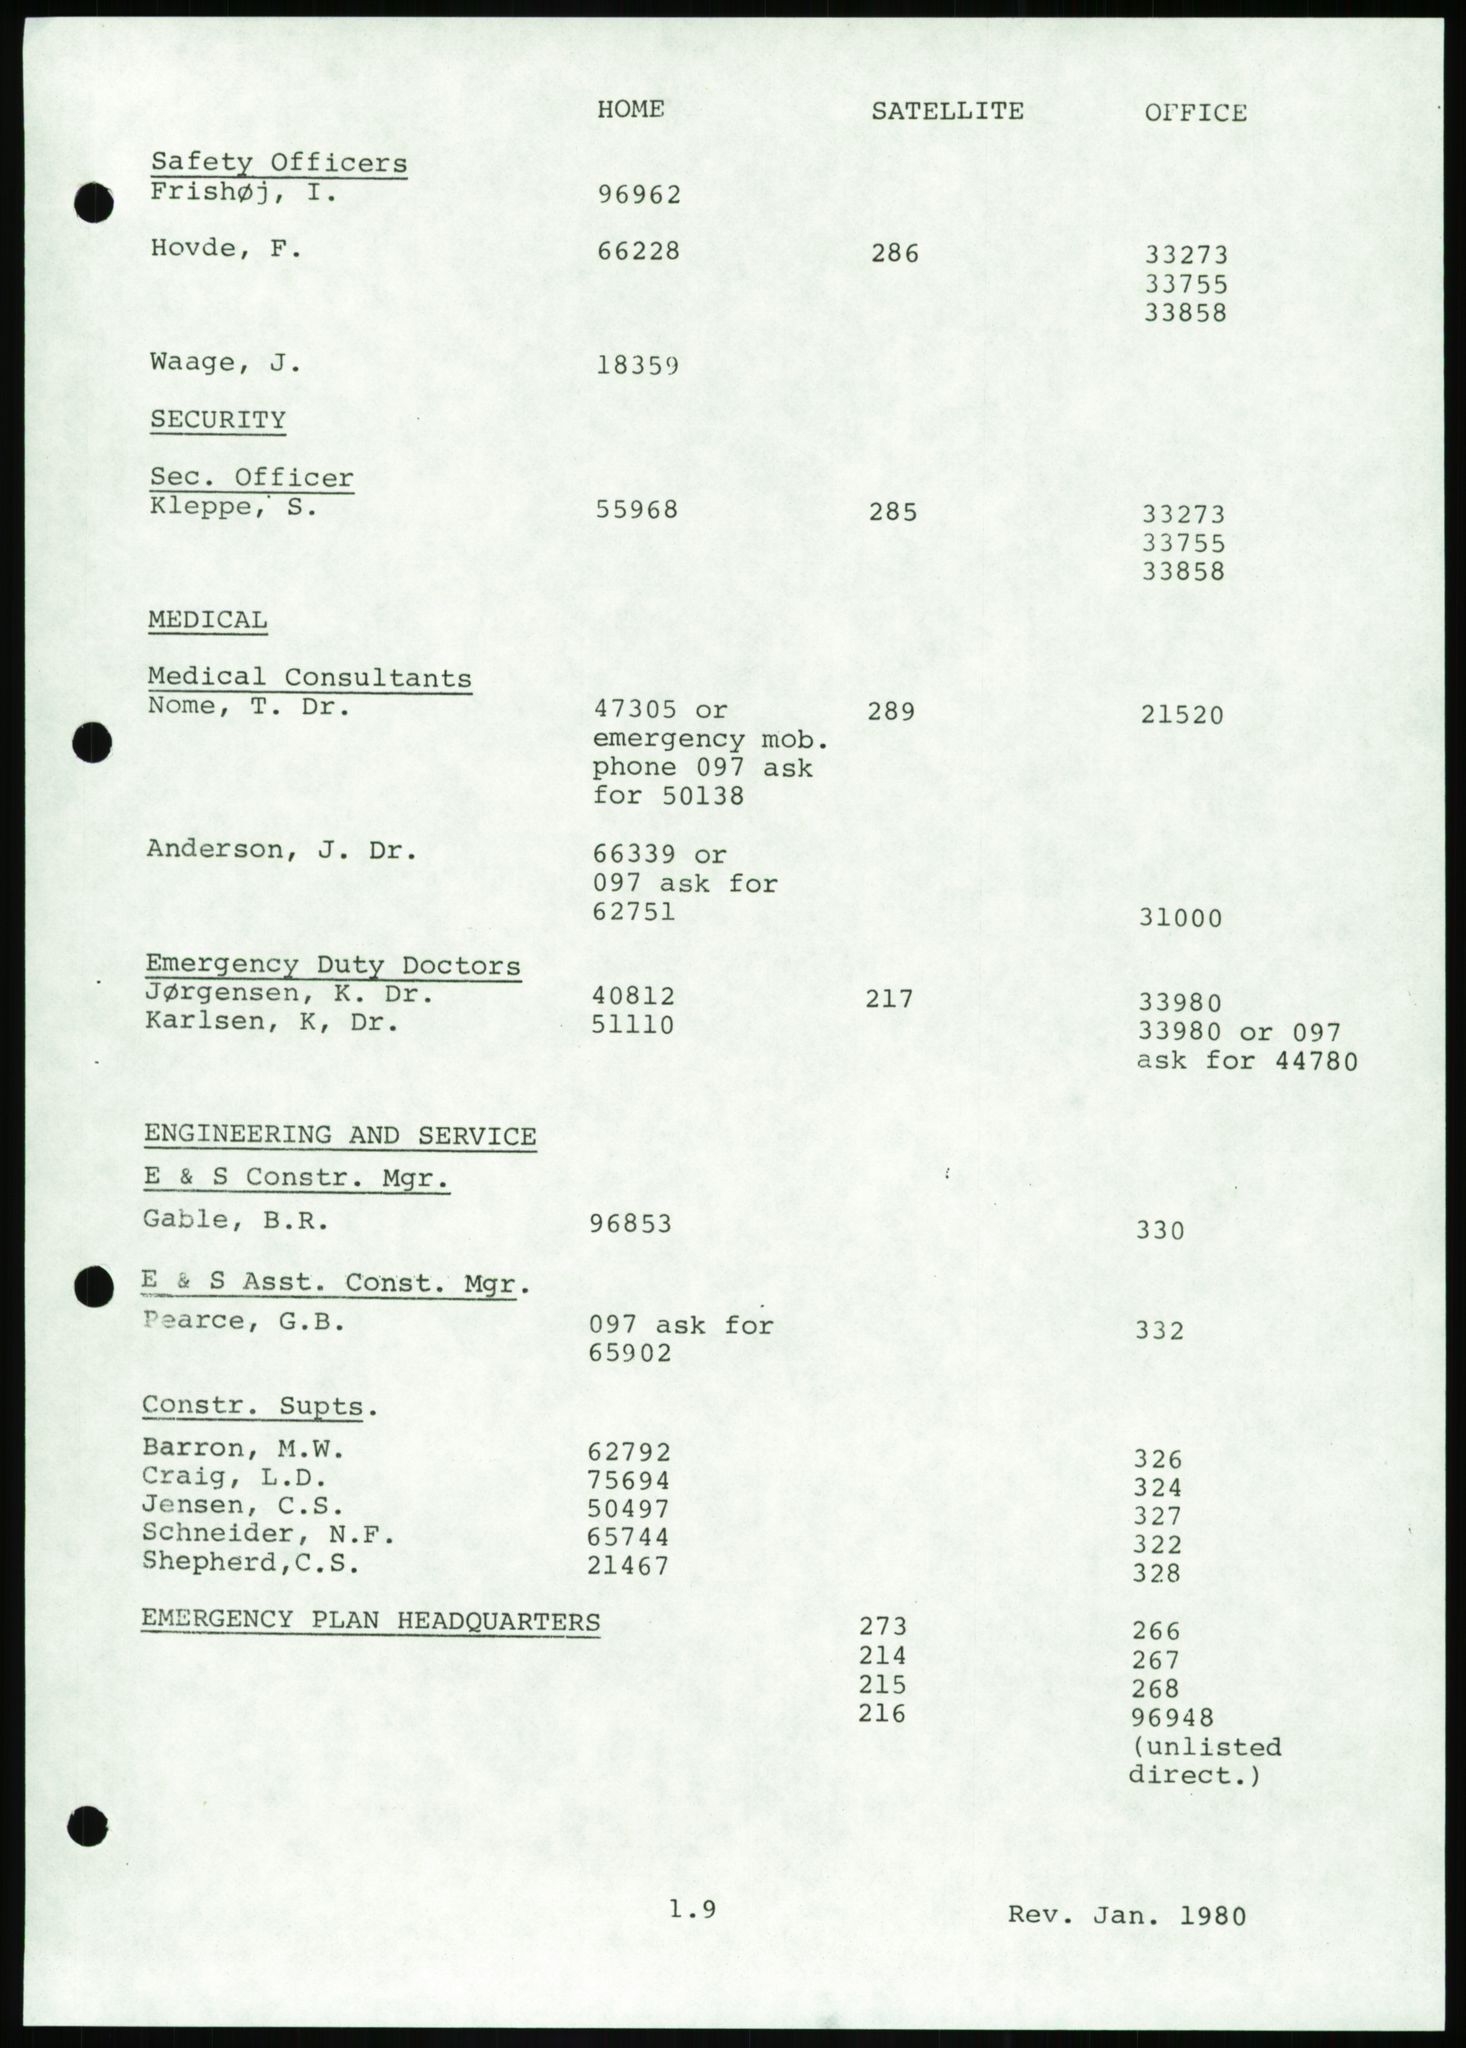 HOME SATELLITE OFFICE
Safety Officers
Frishøj, I. 96962
Hovde, F. 66228 286 33273
33755
33858
Waage, J. 18359
SECURITY
Sec. Officer
Kleppe, S. 55968 285 33273
33755
33858
MEDICAL
Medical Consultants
Nome, T. Dr. 47305 or 289 21520
emergency mob.
phone 097 ask
for 50138
Anderson, J. Dr. 66339 or
097 ask for
62751 31000
Emergency Duty Doctors
Jørgensen, K. Dr. 40812 217 33980
Karlsen, K, Dr. 51110 33980 or 097
ask for 44780
ENGINEERING AND SERVICE
E & S Constr. Mgr.
Gable, B.R. 96853 330
E & S Asst. Const. Mgr.
Pearce, G.B. 097 ask for 332
65902
Constr. Supts.
Barron, M.W. 62792 326
Craig, L.D. 75694 324
Jensen, C.S. 50497 327
Schneider, N.F. 65744 322
Shepherd,C.S. 21467 328
EMERGENCY PLAN HEADQUARTERS 273 266
214 267
215 268
216 96948
(unlisted
direct.)
1.9 Rev. Jan. 1980